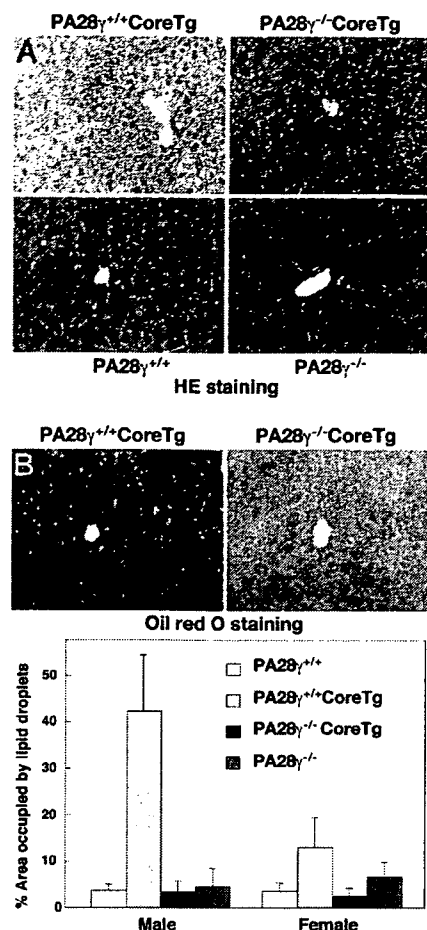 PA28γ+/+CoreTg PA28γ-/-CoreTg
A
PA28γ+/+ PA28γ-/-
HE staining
PA28γ+/+CoreTg PA28γ-/-CoreTg
B
Oil red O staining
% Area occupied by lipid droplets
50
40
30
20
10
0
PA28γ+/+
PA28γ+/+CoreTg
PA28γ-/- CoreTg
PA28γ-/-
Male Female